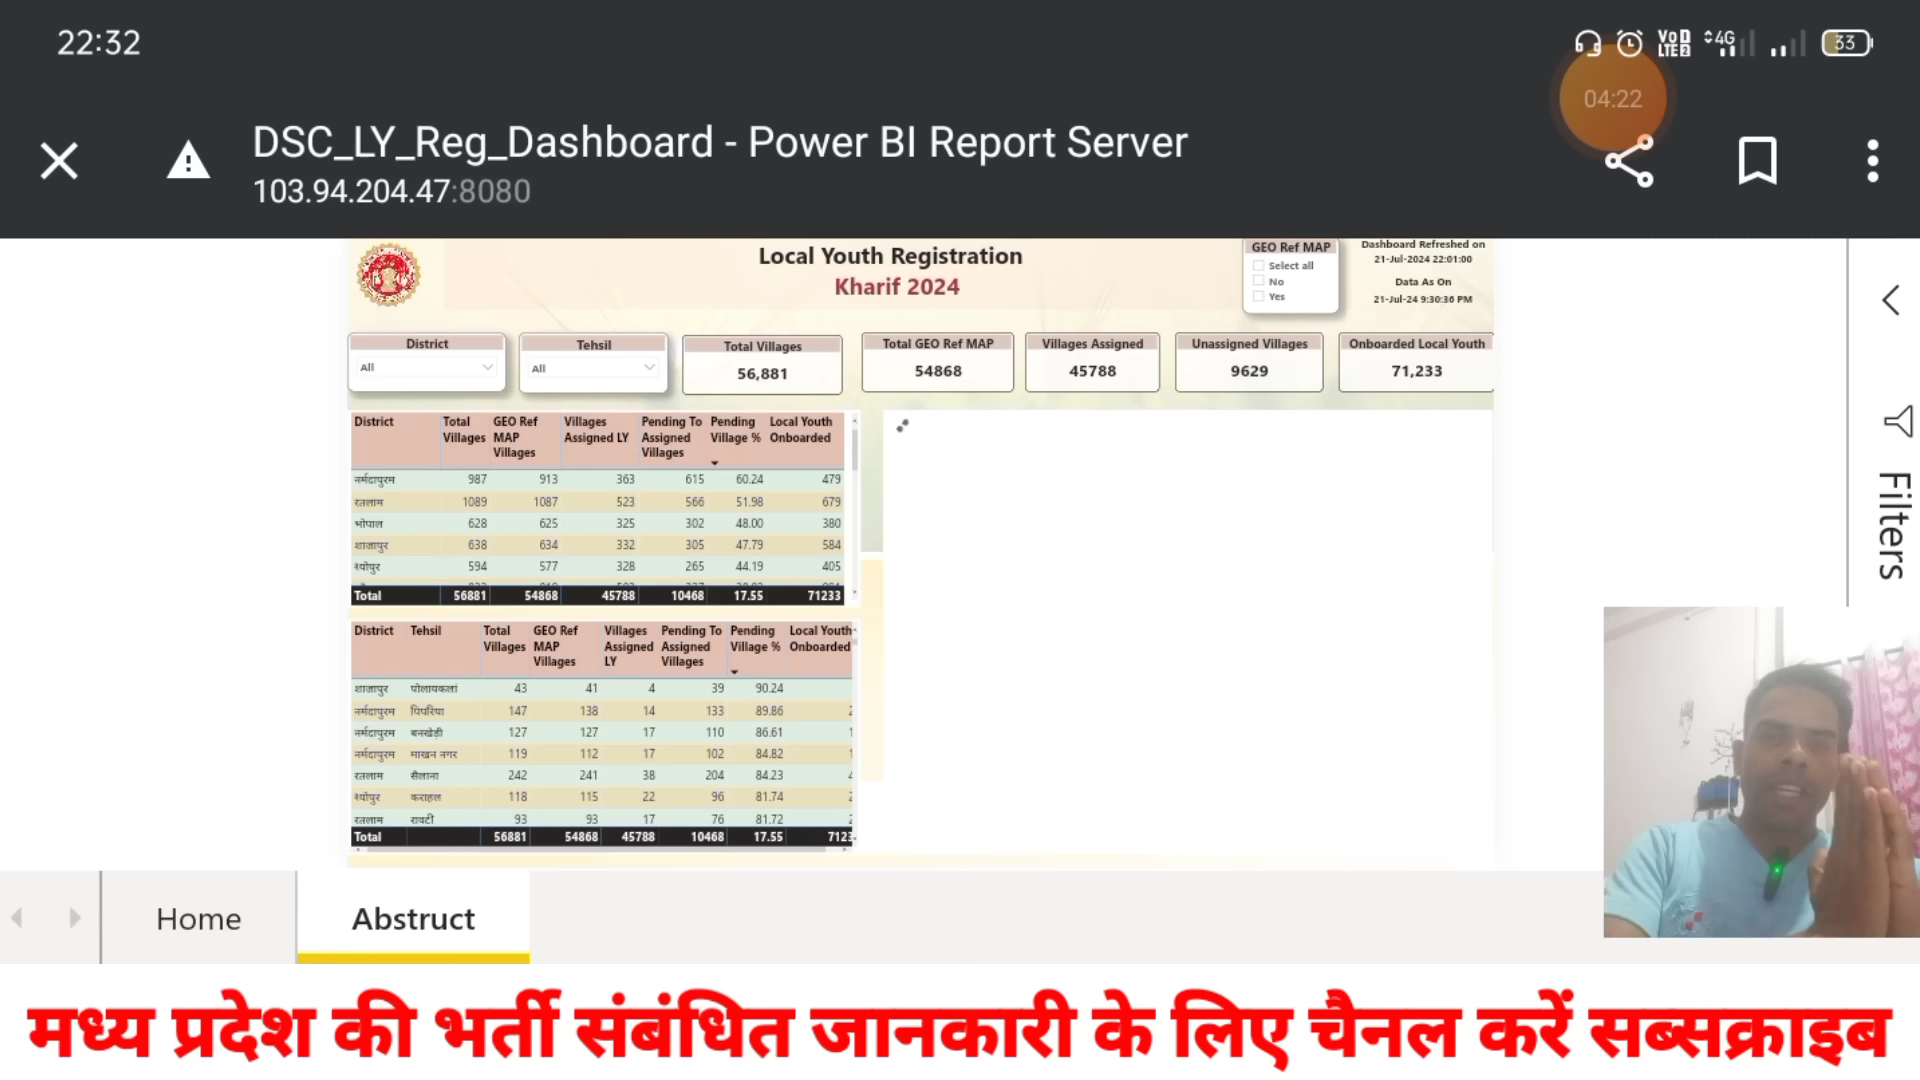 22:32
Vo LTE2 4G 33
04:22
DSC_LY_Reg_Dashboard - Power BI Report Server
103.94.204.47:8080
Local Youth Registration
Kharif 2024
GEO Ref MAP
Select all
No
Yes
Dashboard Refreshed on
21-Jul-2024 22:01:00
Data As On
21-Jul-24 9:30:36 PM
District
All
Tehsil
All
Total Villages
56,881
Total GEO Ref MAP
54868
Villages Assigned
45788
Unassigned Villages
9629
Onboarded Local Youth
71,233
Filters
District Total Villages GEO Ref MAP Villages Villages Assigned LY Pending To Assigned Villages Pending Village % Local Youth Onboarded
नर्मदापुरम 987 913 363 615 60.24 479
रतलाम 1089 1087 523 566 51.98 679
भोपाल 628 625 325 302 48.00 380
शाजापुर 638 634 332 305 47.79 584
श्योपुर 594 577 328 265 44.19 405
Total 56881 54868 45788 10468 17.55 71233
District Tehsil Total Villages GEO Ref MAP Villages Villages Assigned LY Pending To Assigned Villages Pending Village % Local Youth Onboarded
शाजापुर पोलायकलां 43 41 4 39 90.24
नर्मदापुरम पिपरिया 147 138 14 133 89.86
नर्मदापुरम बनखेड़ी 127 127 17 110 86.61
नर्मदापुरम माखन नगर 119 112 17 102 84.82
रतलाम सैलाना 242 241 38 204 84.23
श्योपुर कराहल 118 115 22 96 81.74
रतलाम रावटी 93 93 17 76 81.72
Total 56881 54868 45788 10468 17.55 7123
Home Abstruct
मध्य प्रदेश की भर्ती संबंधित जानकारी के लिए चैनल करें सब्सक्राइब